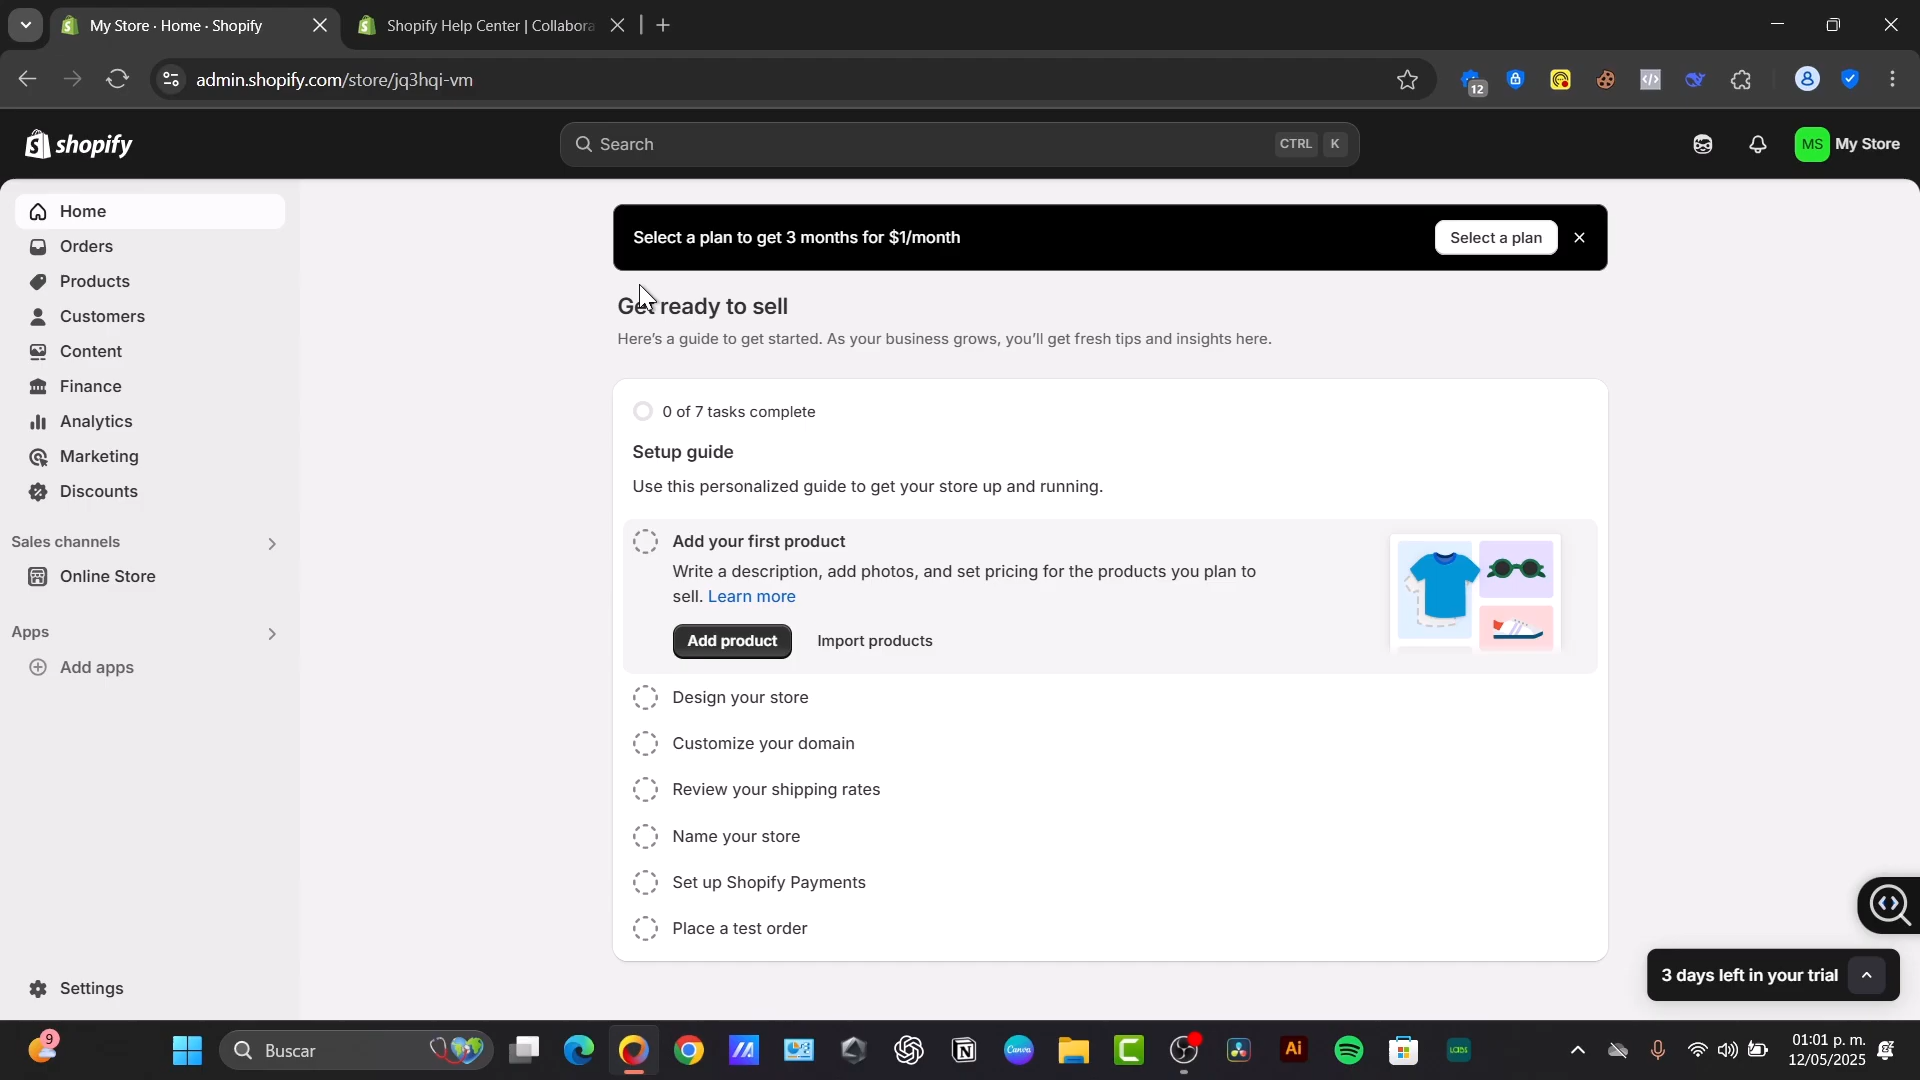 My Store · Home · Shopify
Shopify Help Center | Collabora
admin.shopify.com/store/jq3hqi-vm
12
shopify
Search
CTRL K
MS My Store
Home
Orders
Products
Customers
Content
Finance
Analytics
Marketing
Discounts
Sales channels
Online Store
Apps
Add apps
Settings
Select a plan to get 3 months for $1/month
Select a plan
Get ready to sell
Here's a guide to get started. As your business grows, you'll get fresh tips and insights here.
0 of 7 tasks complete
Setup guide
Use this personalized guide to get your store up and running.
Add your first product
Write a description, add photos, and set pricing for the products you plan to
sell. Learn more
Add product
Import products
Design your store
Customize your domain
Review your shipping rates
Name your store
Set up Shopify Payments
Place a test order
3 days left in your trial
9
Buscar
Canva
Ai
LABS
01:01 p. m.
12/05/2025